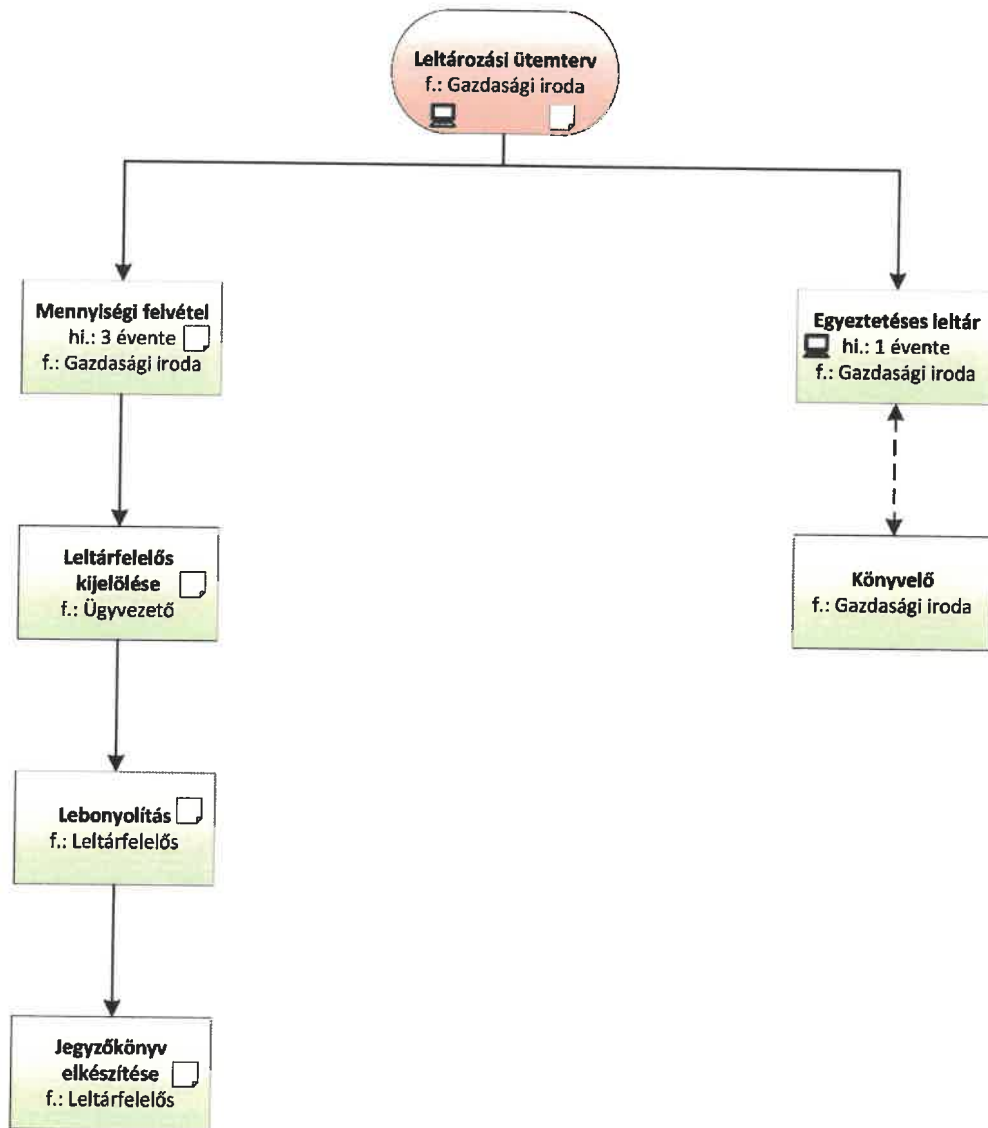 Leltározási ütemterv
f.: Gazdasági iroda
Mennyiségi felvétel
hi.: 3 évente
f.: Gazdasági iroda
Leltárfelelős
kijelölése
f.: Ügyvezető
Lebonyolítás
f.: Leltárfelelős
Jegyzőkönyv
elkészítése
f.: Leltárfelelős
Egyeztetéses leltár
hi.: 1 évente
f.: Gazdasági iroda
Könyvelő
f.: Gazdasági iroda